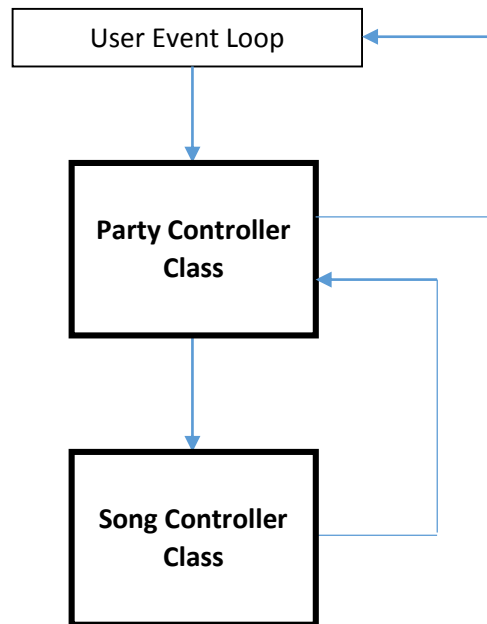 User Event Loop
Party Controller
Class
Song Controller
Class